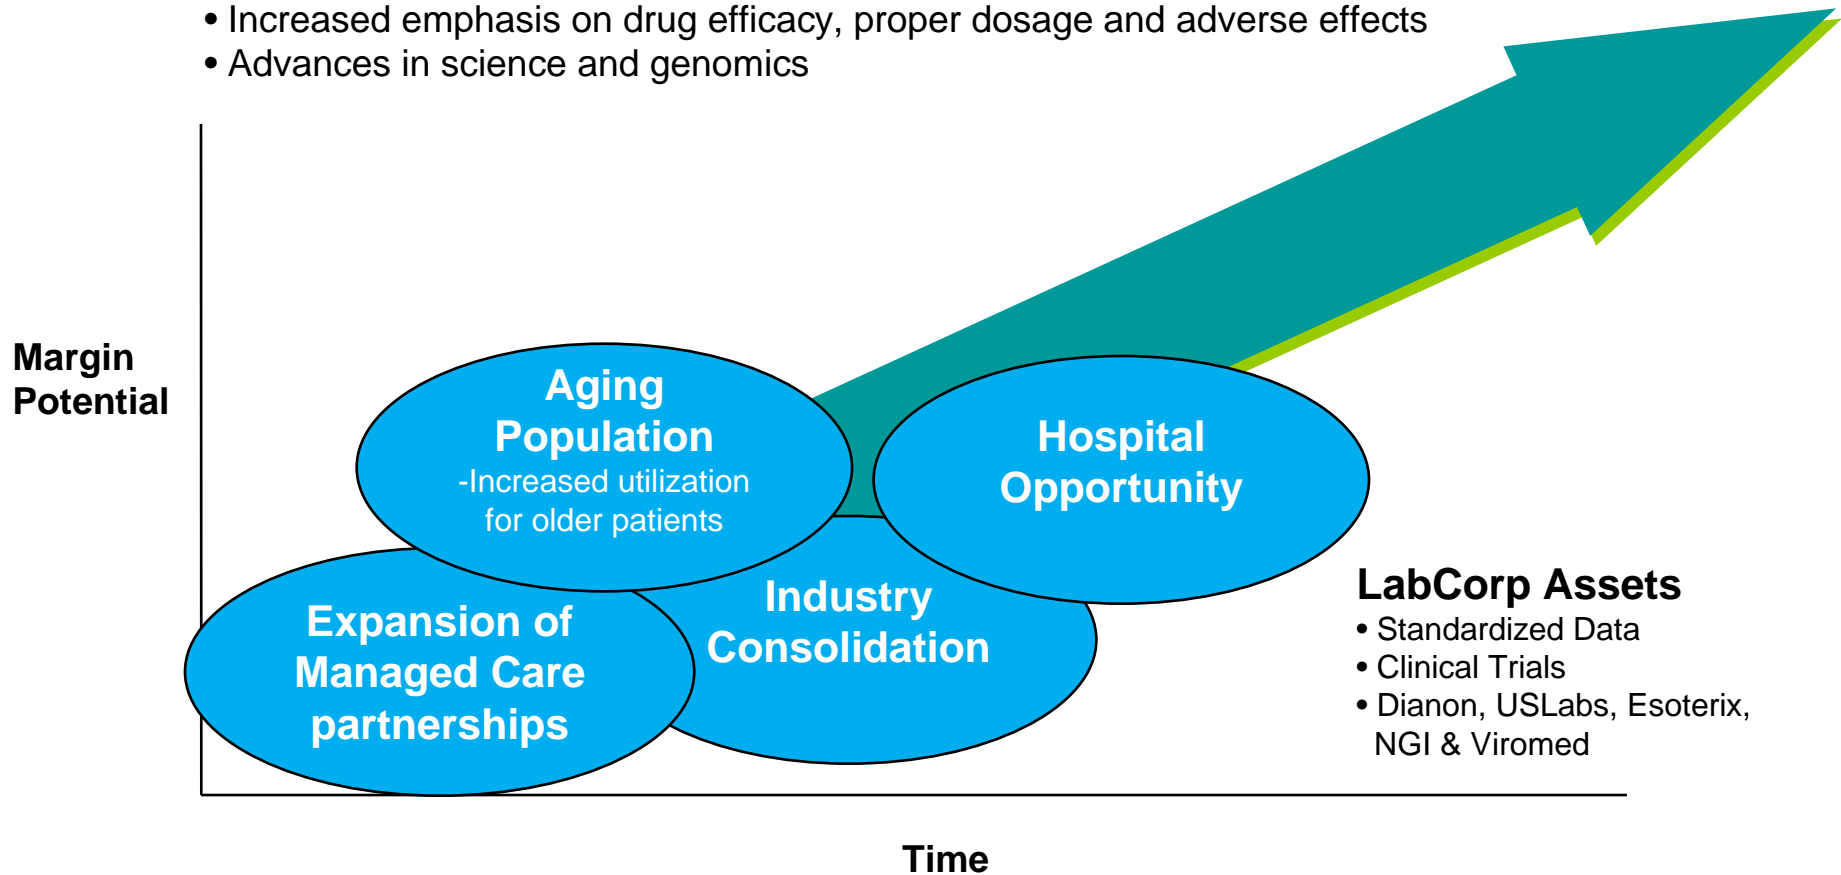 • Increased emphasis on drug efficacy, proper dosage and adverse effects
• Advances in science and genomics
Margin
Potential
Aging
Population
-Increased utilization
for older patients
Hospital
Opportunity
Expansion of
Managed Care
partnerships
Industry
Consolidation
LabCorp Assets
• Standardized Data
• Clinical Trials
• Dianon, USLabs, Esoterix,
NGI & Viromed
Time